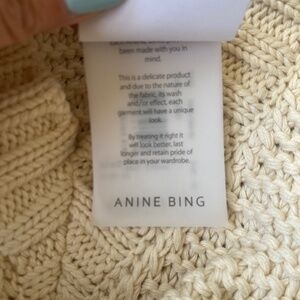 been made with you in
mind.
This is a delicate product
and due to the nature of
the fabric, its wash
and/or effect, each
garment will have a unique
look.
By treating it right it
will look better, last
longer and retain pride of
place in your wardrobe.
ANINE BING